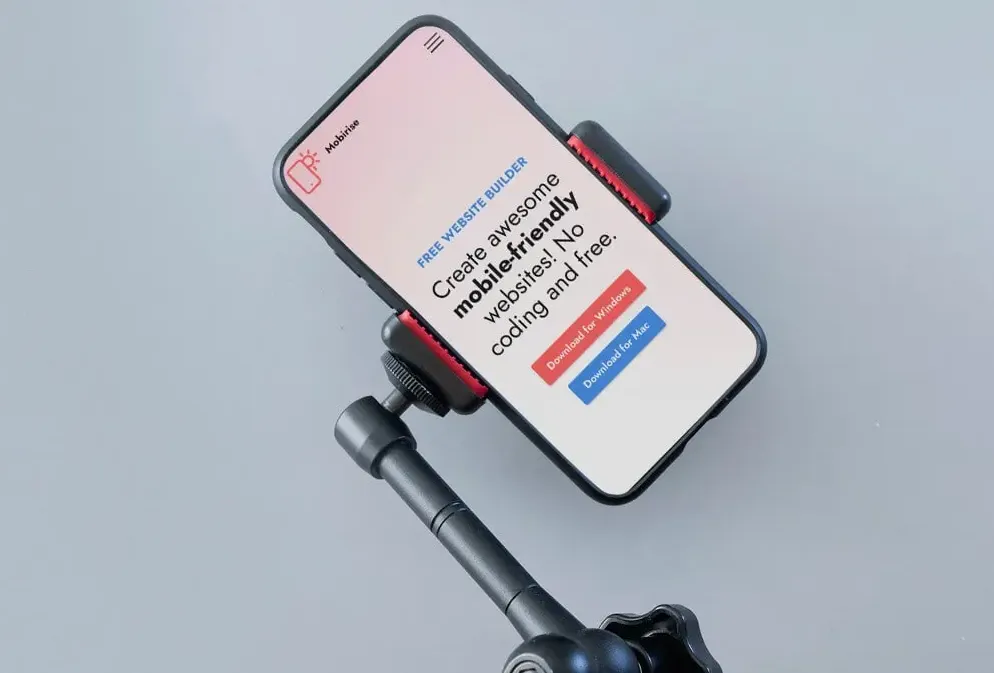 Mobirise
FREE WEBSITE BUILDER
Create awesome
mobile-friendly
websites! No
coding and free.
Download for Windows
Download for Mac